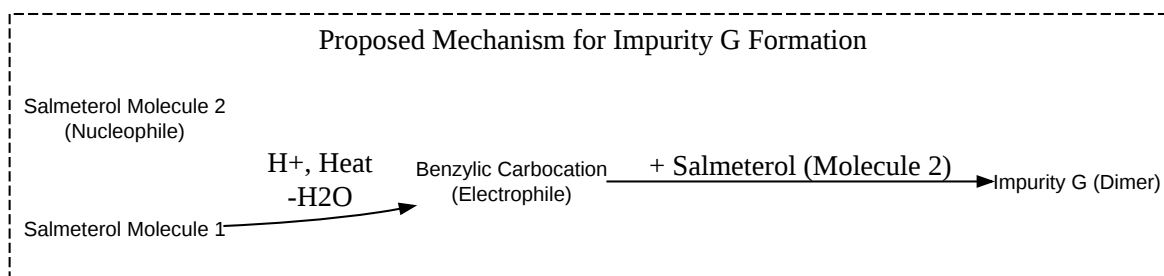 Proposed Mechanism for Impurity G Formation
Salmeterol Molecule 2
(Nucleophile)
H+, Heat
-H2O
Benzylic Carbocation
(Electrophile)
+ Salmeterol (Molecule 2)
Impurity G (Dimer)
Salmeterol Molecule 1